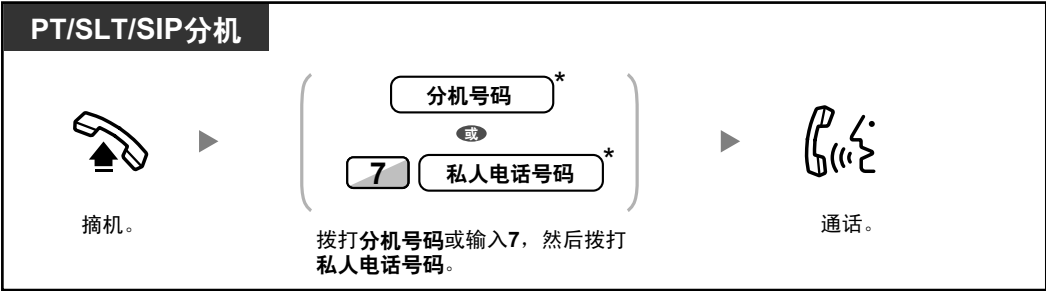 PT/SLT/SIP分机
分机号码*
或
7 私人电话号码*
摘机。
拨打分机号码或输入7，然后拨打
私人电话号码。
通话。